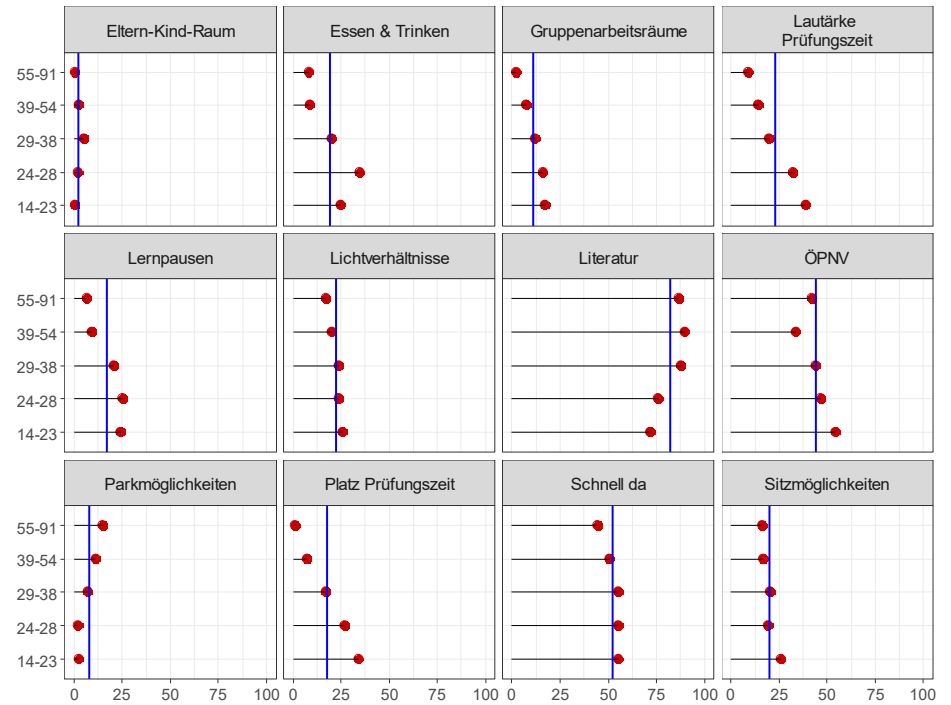 Eltern-Kind-Raum
Essen & Trinken
Gruppenarbeitsräume
Lautärke
Prüfungszeit
55-91
39-54
29-38
24-28
14-23
Lernpausen
Lichtverhältnisse
Literatur
ÖPNV
55-91
39-54
29-38
24-28
14-23
Parkmöglichkeiten
Platz Prüfungszeit
Schnell da
Sitzmöglichkeiten
55-91
39-54
29-38
24-28
14-23
0 25 50 75 100 0 25 50 75 100 0 25 50 75 100 0 25 50 75 100